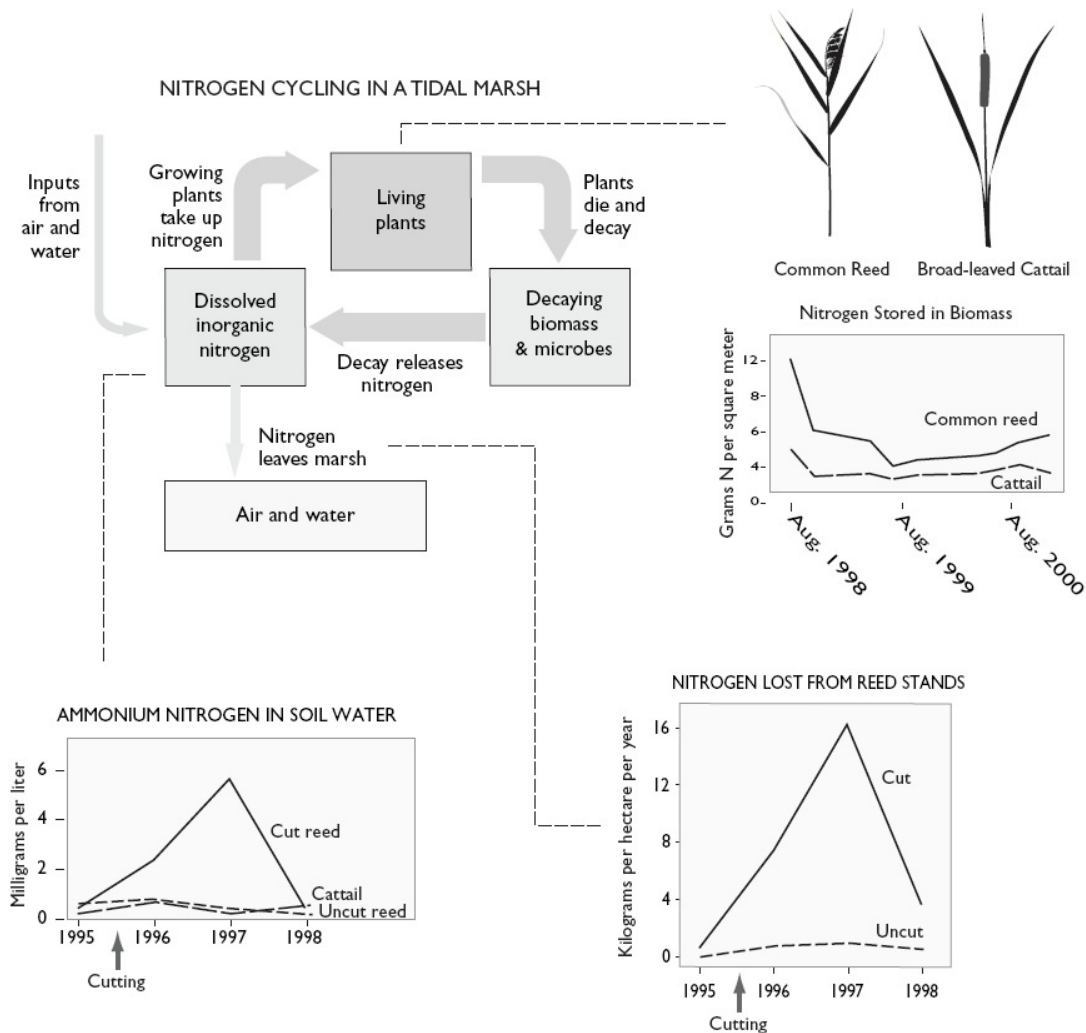 NITROGEN CYCLING IN A TIDAL MARSH
Inputs
from
air and
water
Growing
plants
take up
nitrogen
Living
plants
Plants
die and
decay
Dissolved
inorganic
nitrogen
Decaying
biomass
& microbes
Decay releases
nitrogen
Nitrogen
leaves marsh
Air and water
Common Reed
Broad-leaved Cattail
Nitrogen Stored in Biomass
Grams N per square meter
12-
8-
6-
4-
2-
0-
Common reed
Cattail
Aug. 1998
Aug. 1999
Aug. 2000
AMMONIUM NITROGEN IN SOIL WATER
Milligrams per liter
6
4
2
0
Cut reed
Cattail
Uncut reed
1995 1996 1997 1998
Cutting
NITROGEN LOST FROM REED STANDS
Kilograms per hectare per year
16
12
8
4
0
Cut
Uncut
1995 1996 1997 1998
Cutting